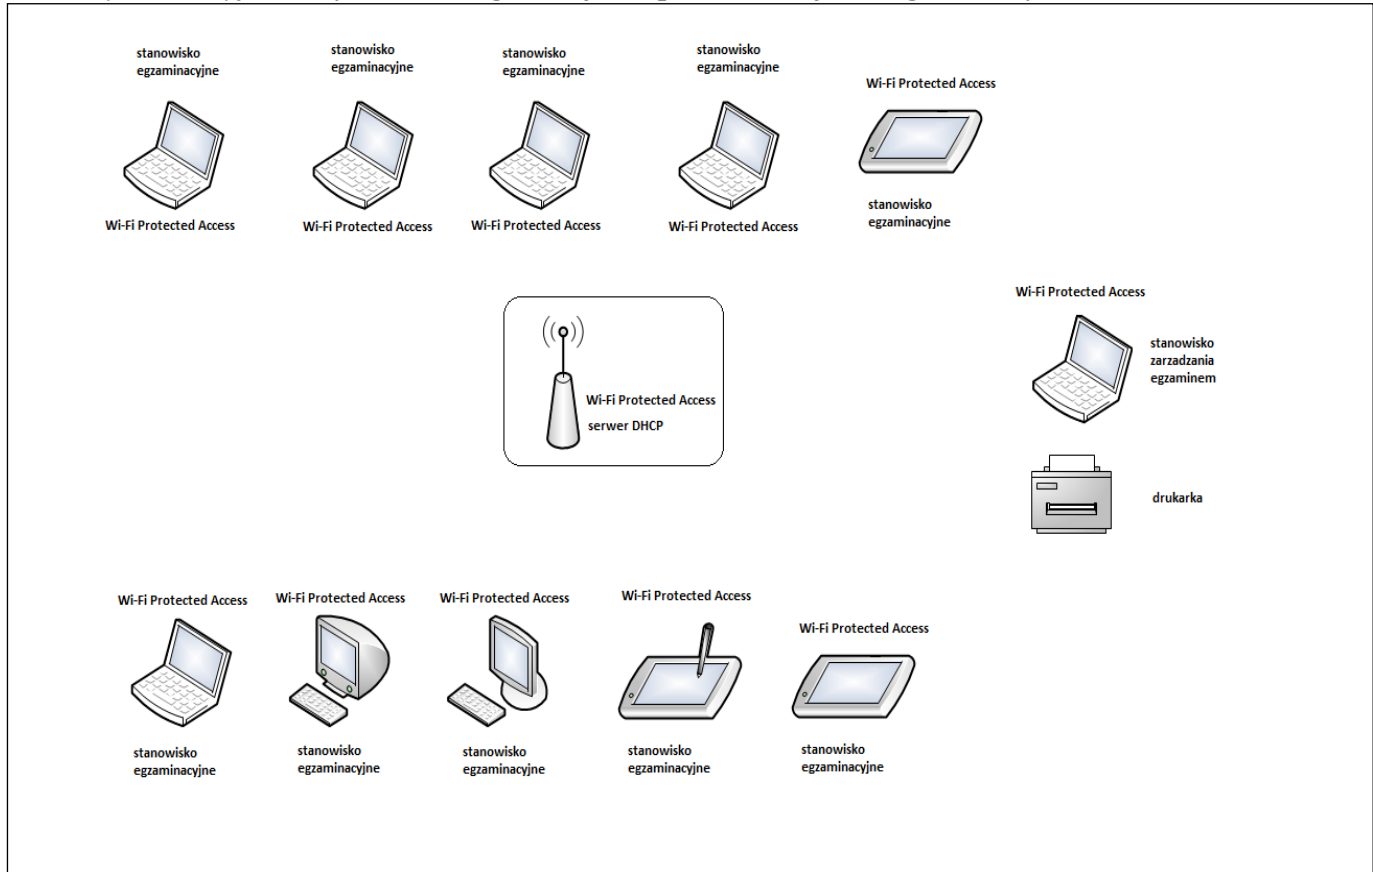 stanowisko
egzaminacyjne
stanowisko
egzaminacyjne
stanowisko
egzaminacyjne
stanowisko
egzaminacyjne
Wi-Fi Protected Access
Wi-Fi Protected Access
Wi-Fi Protected Access
Wi-Fi Protected Access
Wi-Fi Protected Access
stanowisko
egzaminacyjne
Wi-Fi Protected Access
stanowisko
zarzadzania
egzaminem
Wi-Fi Protected Access
serwer DHCP
drukarka
Wi-Fi Protected Access
Wi-Fi Protected Access
Wi-Fi Protected Access
Wi-Fi Protected Access
Wi-Fi Protected Access
stanowisko
egzaminacyjne
stanowisko
egzaminacyjne
stanowisko
egzaminacyjne
stanowisko
egzaminacyjne
stanowisko
egzaminacyjne